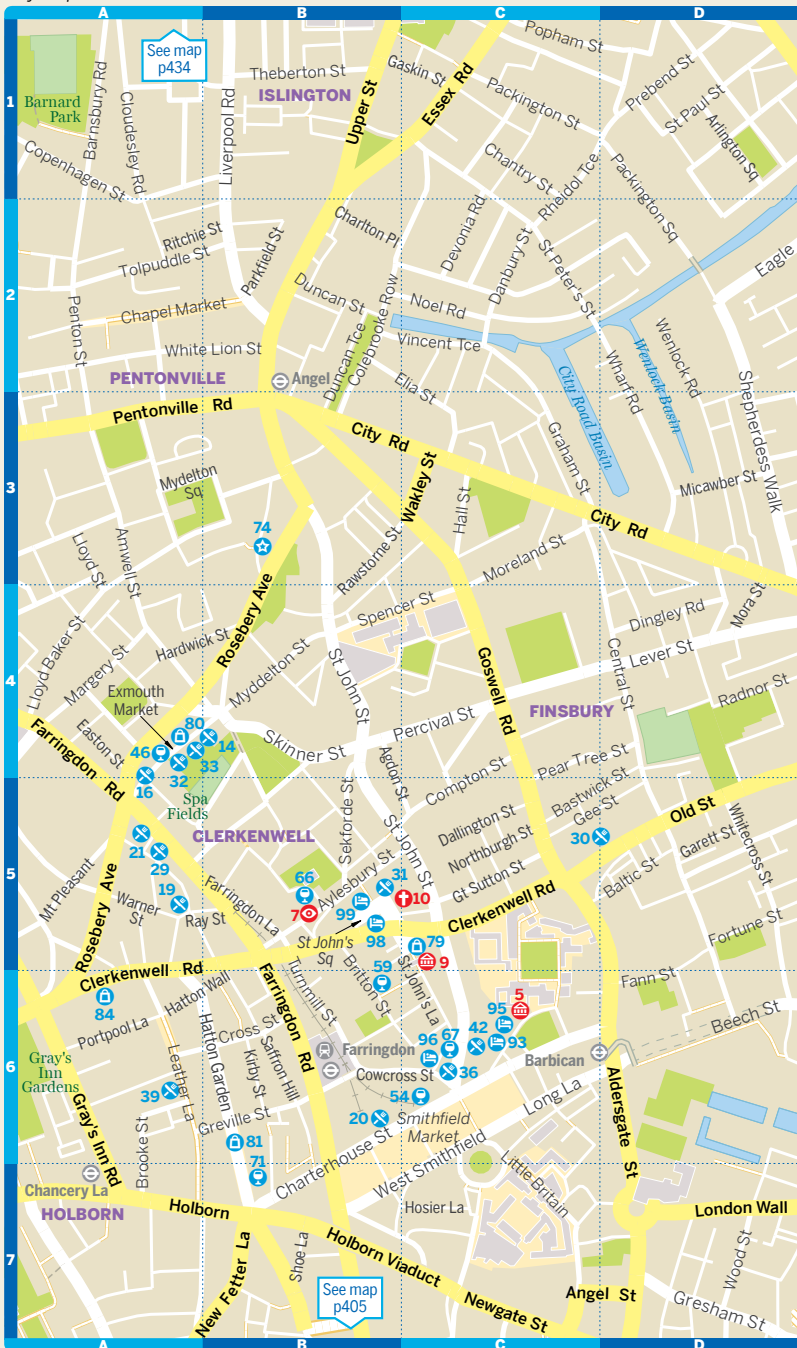 A
B
C
D
See map
p434
Popham St
Theberton St
Gaskin St
ISLINGTON
Essex Rd
Prebend St
1
Barnard
Park
Barnsbury Rd
Cloudesley Rd
Liverpool Rd
Upper St
Packington St
St Paul St
Arlington Sq
Copenhagen St
Chantry St
Rheidol Tce
Packington Sq
Ritchie St
Tolpuddle St
Parkfield St
Charlton Pl
Devonia Rd
Danbury St
St Peter's St
Eagle
2
Penton St
Chapel Market
Duncan St
Noel Rd
Vincent Tce
White Lion St
Duncan Tce
Colebrooke Row
Wharf Rd
Wenlock Rd
Wenlock Basin
City Road Basin
PENTONVILLE
Angel
Elia St
Shepherdess Walk
Pentonville Rd
City Rd
Wakley St
Graham St
3
Mydelton
Sq
Hall St
City Rd
Micawber St
74
Lloyd St
Amwell St
Rawstorne St
Moreland St
Rosebery Ave
Spencer St
Dingley Rd
Mora St
Lloyd Baker St
Margery St
Hardwick St
Myddelton St
St John St
Goswell Rd
Central St
Lever St
4
Exmouth
Market
Radnor St
FINSBURY
Farringdon Rd
Easton St
80
46
14
33
32
16
Skinner St
Percival St
Agdon St
Compton St
Pear Tree St
Bastwick St
Gee St
Spa
Fields
Old St
CLERKENWELL
Sekforde St
St John St
Dallington St
Northburgh St
30
Garett St
Whitecross St
5
21
29
19
Mt Pleasant
Rosebery Ave
Warner
St
Ray St
Farringdon La
66
7
Aylesbury St
31
10
99
98
Gt Sutton St
Baltic St
Clerkenwell Rd
St John's
Sq
79
9
Fortune St
Clerkenwell Rd
Hatton Wall
Farringdon Rd
Turnmill St
59
Britton St
St John's La
Fann St
84
Portpool La
Cross St
5
95
Beech St
6
Gray's
Inn
Gardens
Leather La
Hatton Garden
Kirby St
Saffron Hill
Farringdon
96
67
42
93
Barbican
Cowcross St
36
39
54
Long La
Aldersgate St
Gray's Inn Rd
Brooke St
Greville St
20
Smithfield
Market
81
71
Charterhouse St
West Smithfield
Little Britain
Chancery La
Hosier La
HOLBORN
Holborn
London Wall
7
New Fetter La
Shoe La
Holborn Viaduct
Wood St
See map
p405
Newgate St
Angel St
Gresham St
A
B
C
D